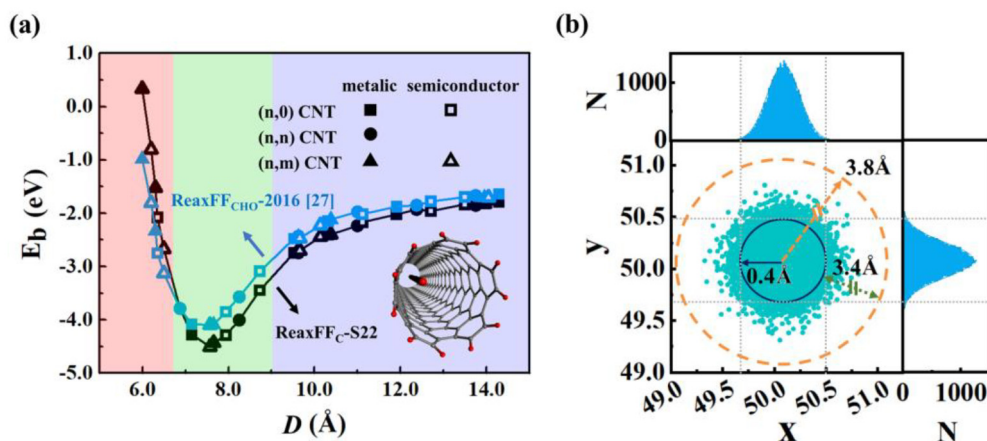 (a)
1.0
0.0
-1.0
-2.0
-3.0
-4.0
-5.0
E_b (eV)
metalic semiconductor
(n,0) CNT
(n,n) CNT
(n,m) CNT
ReaxFF_CHO-2016 [27]
ReaxFF_C-S22
6.0 8.0 10.0 12.0 14.0
D (Å)
(b)
N
1000
0
51.0
50.5
50.0
49.5
49.0
y
3.8Å
0.4Å
3.4Å
49.0 49.5 50.0 50.5 51.0
X
0 1000
N